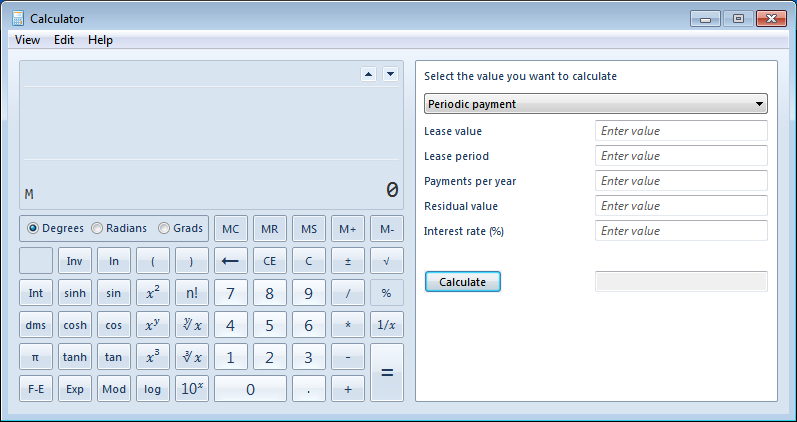 Calculator
View Edit Help
M
0
Degrees Radians Grads MC MR MS M+ M-
Inv ln ( ) ← CE C ± √
Int sinh sin x² n! 7 8 9 / %
dms cosh cos xʸ ʸ√x 4 5 6 * 1/x
π tanh tan x³ ³√x 1 2 3 - =
F-E Exp Mod log 10ˣ 0 . +
Select the value you want to calculate
Periodic payment
Lease value Enter value
Lease period Enter value
Payments per year Enter value
Residual value Enter value
Interest rate (%) Enter value
Calculate